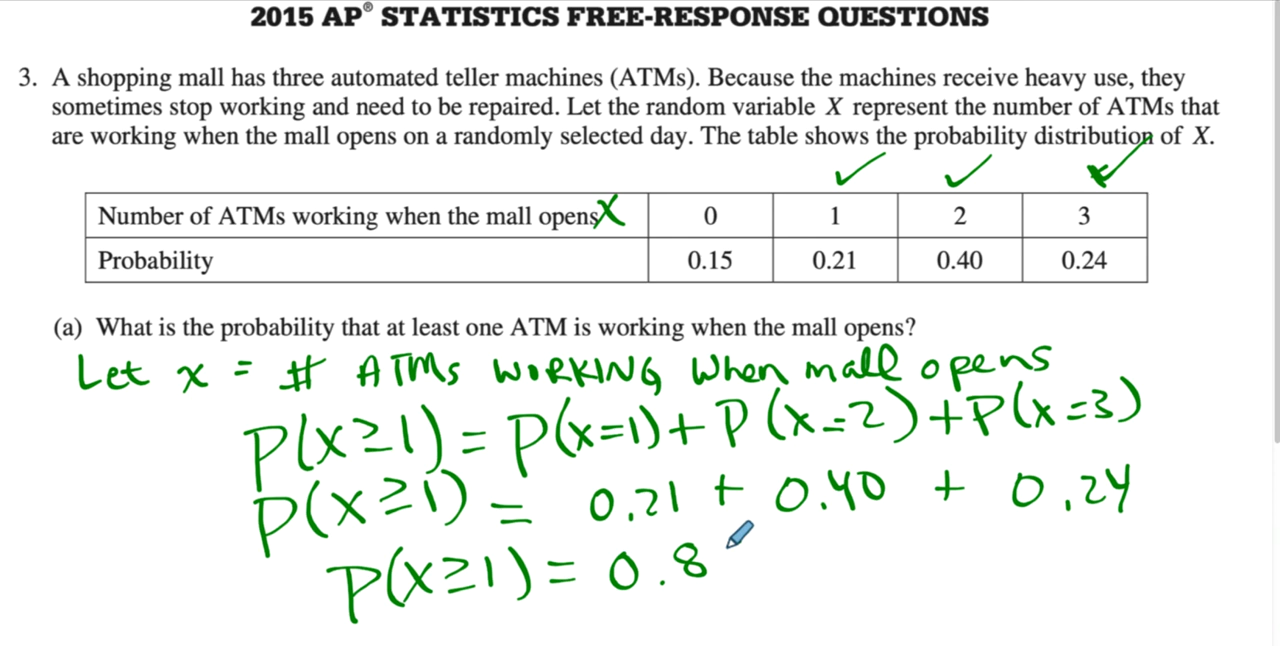 2015 AP® STATISTICS FREE-RESPONSE QUESTIONS
3. A shopping mall has three automated teller machines (ATMs). Because the machines receive heavy use, they
sometimes stop working and need to be repaired. Let the random variable X represent the number of ATMs that
are working when the mall opens on a randomly selected day. The table shows the probability distribution of X.
Number of ATMs working when the mall opens X 0 1 2 3
Probability 0.15 0.21 0.40 0.24
(a) What is the probability that at least one ATM is working when the mall opens?
Let x = # ATMs WORKING When mall opens
P(x≥1) = P(x=1) + P(x=2) + P(x=3)
P(x≥1) = 0.21 + 0.40 + 0.24
P(x≥1) = 0.8